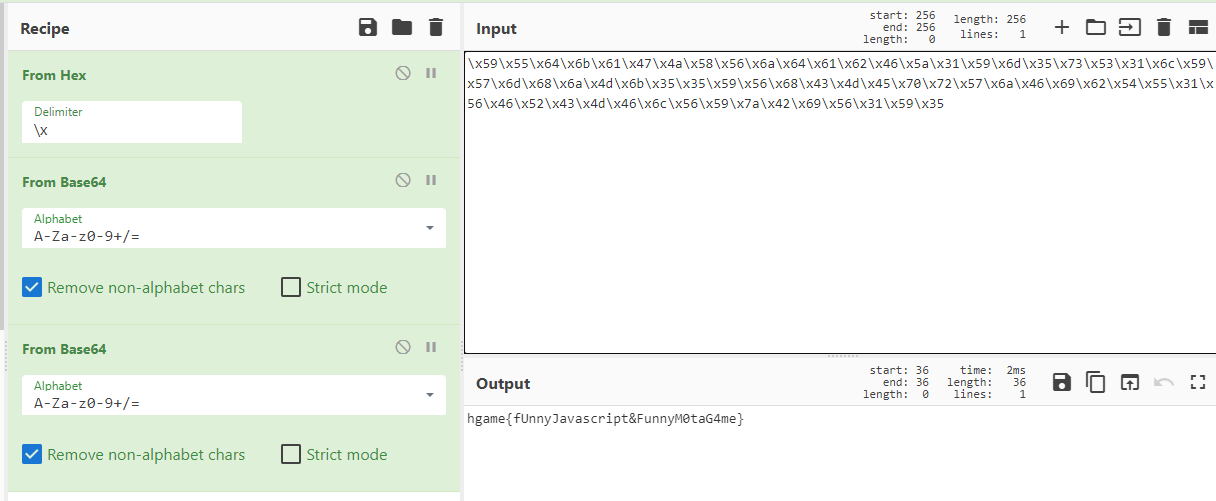 Recipe
From Hex
Delimiter
\x
From Base64
Alphabet
A-Za-z0-9+/=
Remove non-alphabet chars
Strict mode
From Base64
Alphabet
A-Za-z0-9+/=
Remove non-alphabet chars
Strict mode
Input
start: 256
end: 256
length: 0
length: 256
lines: 1
\x59\x55\x64\x6b\x61\x47\x4a\x58\x56\x6a\x64\x61\x62\x46\x5a\x31\x59\x6d\x35\x73\x53\x31\x6c\x59\
x57\x6d\x68\x6a\x4d\x6b\x35\x35\x59\x56\x68\x43\x4d\x45\x70\x72\x57\x6a\x46\x69\x62\x54\x55\x31\x
56\x46\x52\x43\x4d\x46\x6c\x56\x59\x7a\x42\x69\x56\x31\x59\x35
Output
start: 36
end: 36
length: 0
time: 2ms
length: 36
lines: 1
hgame{fUnnyJavascript&FunnyM0taG4me}